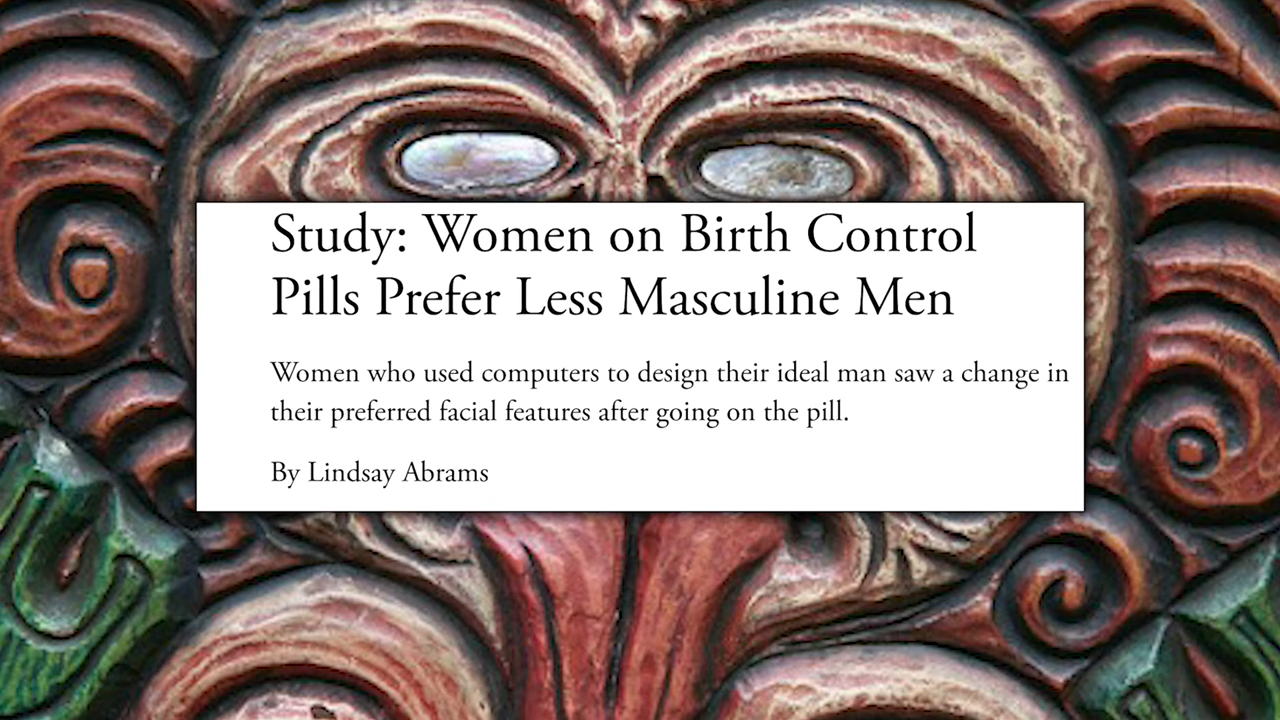 Study: Women on Birth Control
Pills Prefer Less Masculine Men
Women who used computers to design their ideal man saw a change in
their preferred facial features after going on the pill.
By Lindsay Abrams